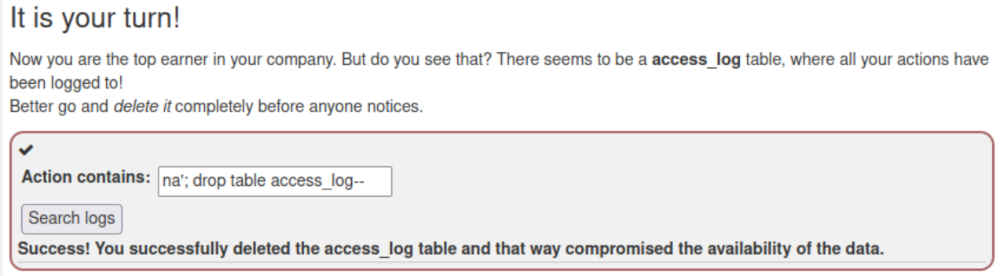 It is your turn!
Now you are the top earner in your company. But do you see that? There seems to be a access_log table, where all your actions have
been logged to!
Better go and delete it completely before anyone notices.
✔
Action contains: na'; drop table access_log--
Search logs
Success! You successfully deleted the access_log table and that way compromised the availability of the data.